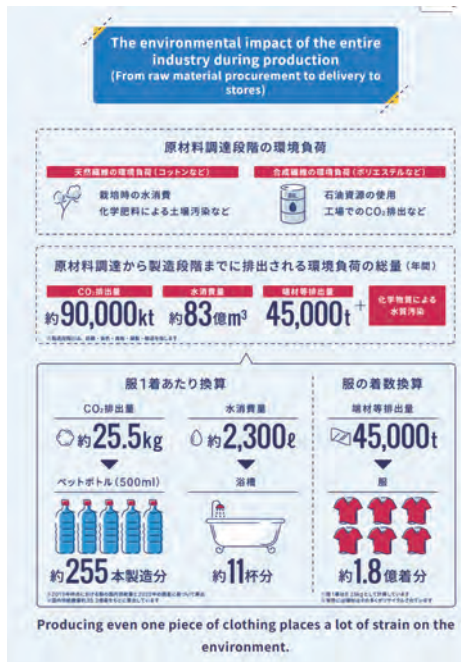 The environmental impact of the entire
industry during production
(From raw material procurement to delivery to
stores)
原材料調達段階の環境負荷
天然繊維の環境負荷（コットンなど）
合成繊維の環境負荷（ポリエステルなど）
栽培時の水消費
化学肥料による土壌汚染など
石油資源の使用
工場でのCO₂排出など
原材料調達から製造段階までに排出される環境負荷の総量（年間）
CO₂排出量
水消費量
端材等排出量
約90,000kt
約83億m³
45,000t
+
化学物質による
水質汚染
服1着あたり換算
服の着数換算
CO₂排出量
水消費量
端材等排出量
約25.5kg
約2,300ℓ
45,000t
ペットボトル（500ml）
浴槽
服
約255本製造分
約11杯分
約1.8億着分
Producing even one piece of clothing places a lot of strain on the
environment.